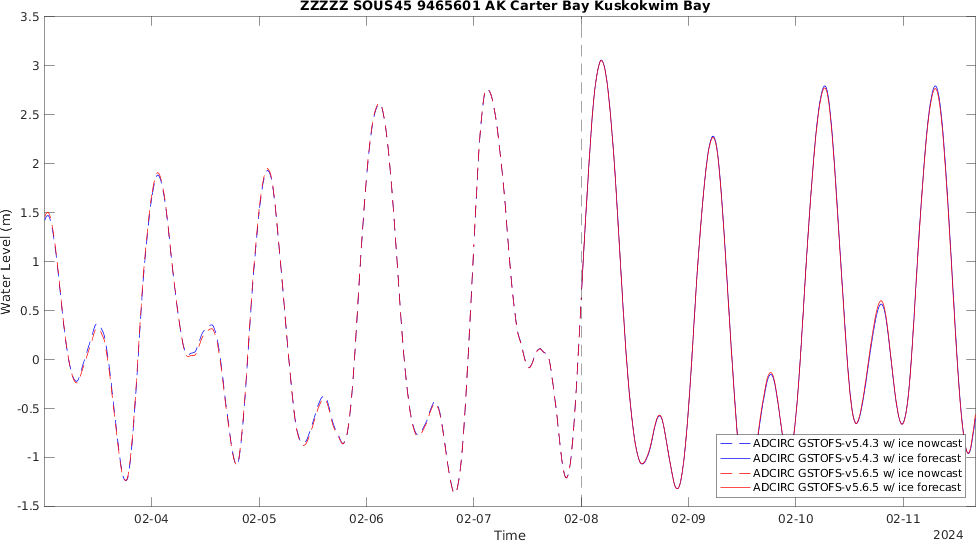 ZZZZZ SOUS45 9465601 AK Carter Bay Kuskokwim Bay
3.5
3
2.5
2
1.5
1
0.5
0
-0.5
-1
-1.5
Water Level (m)
ADCIRC GSTOFS-v5.4.3 w/ ice nowcast
ADCIRC GSTOFS-v5.4.3 w/ ice forecast
ADCIRC GSTOFS-v5.6.5 w/ ice nowcast
ADCIRC GSTOFS-v5.6.5 w/ ice forecast
02-04 02-05 02-06 02-07 02-08 02-09 02-10 02-11
Time
2024